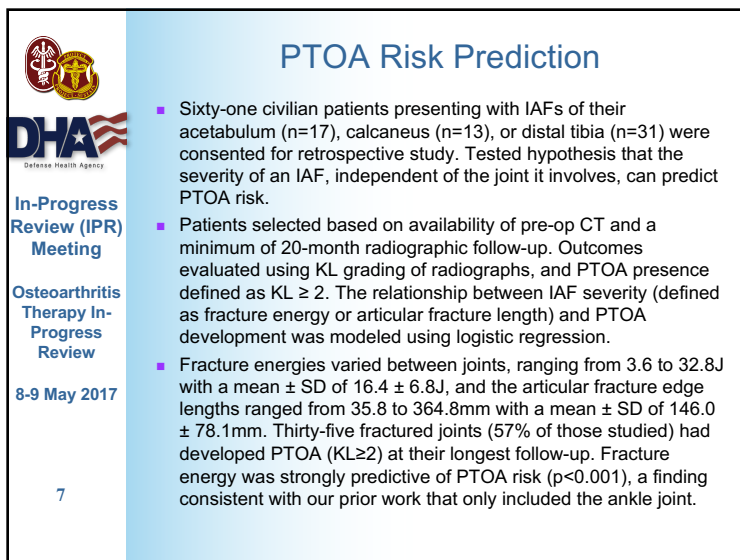 PTOA Risk Prediction
DHA
Defense Health Agency
In-Progress
Review (IPR)
Meeting
Osteoarthritis
Therapy In-
Progress
Review
8-9 May 2017
7
Sixty-one civilian patients presenting with IAFs of their
acetabulum (n=17), calcaneus (n=13), or distal tibia (n=31) were
consented for retrospective study. Tested hypothesis that the
severity of an IAF, independent of the joint it involves, can predict
PTOA risk.
Patients selected based on availability of pre-op CT and a
minimum of 20-month radiographic follow-up. Outcomes
evaluated using KL grading of radiographs, and PTOA presence
defined as KL ≥ 2. The relationship between IAF severity (defined
as fracture energy or articular fracture length) and PTOA
development was modeled using logistic regression.
Fracture energies varied between joints, ranging from 3.6 to 32.8J
with a mean ± SD of 16.4 ± 6.8J, and the articular fracture edge
lengths ranged from 35.8 to 364.8mm with a mean ± SD of 146.0
± 78.1mm. Thirty-five fractured joints (57% of those studied) had
developed PTOA (KL≥2) at their longest follow-up. Fracture
energy was strongly predictive of PTOA risk (p<0.001), a finding
consistent with our prior work that only included the ankle joint.